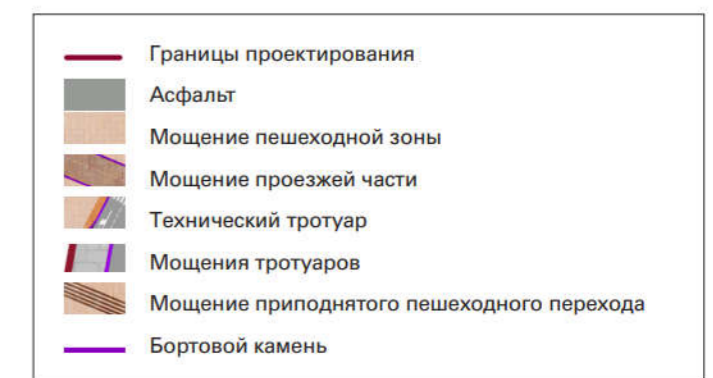 Границы проектирования
Асфальт
Мощение пешеходной зоны
Мощение проезжей части
Технический тротуар
Мощения тротуаров
Мощение приподнятого пешеходного перехода
Бортовой камень